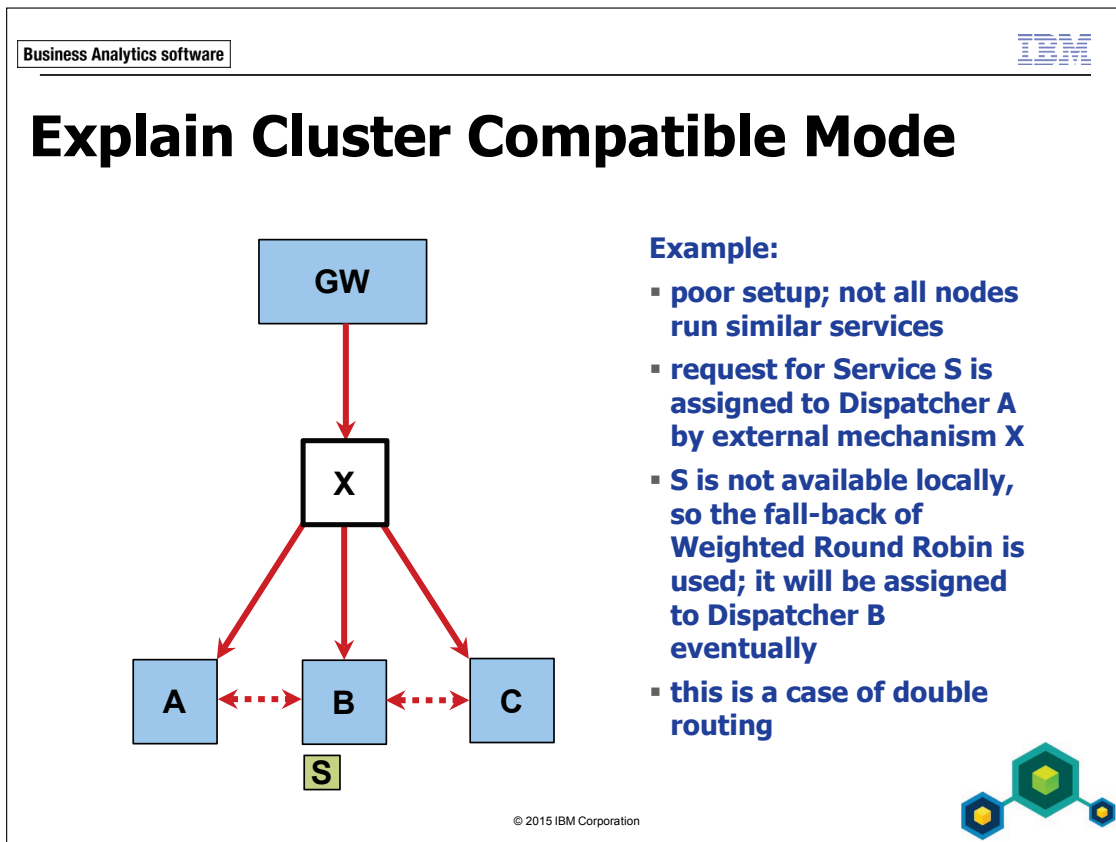 Business Analytics software
IBM
Explain Cluster Compatible Mode
GW
X
A
B
C
S
Example:
▪ poor setup; not all nodes
run similar services
▪ request for Service S is
assigned to Dispatcher A
by external mechanism X
▪ S is not available locally,
so the fall-back of
Weighted Round Robin is
used; it will be assigned
to Dispatcher B
eventually
▪ this is a case of double
routing
© 2015 IBM Corporation